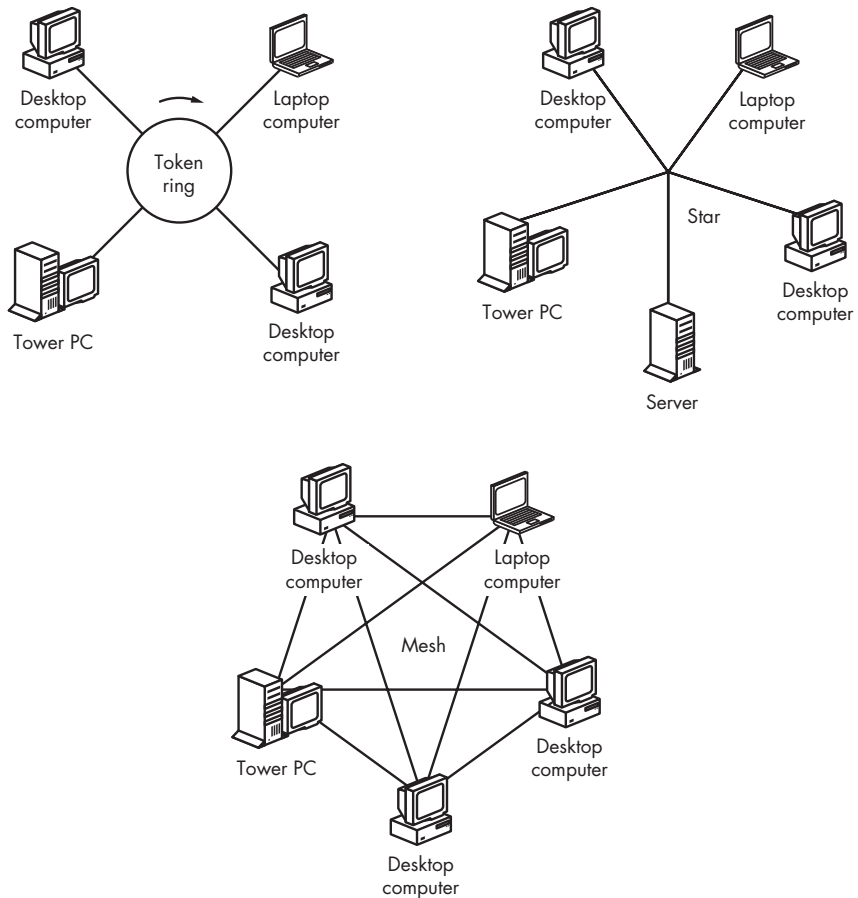 Desktop
computer
Laptop
computer
Token
ring
Tower PC
Desktop
computer
Desktop
computer
Laptop
computer
Star
Tower PC
Desktop
computer
Server
Desktop
computer
Laptop
computer
Mesh
Tower PC
Desktop
computer
Desktop
computer